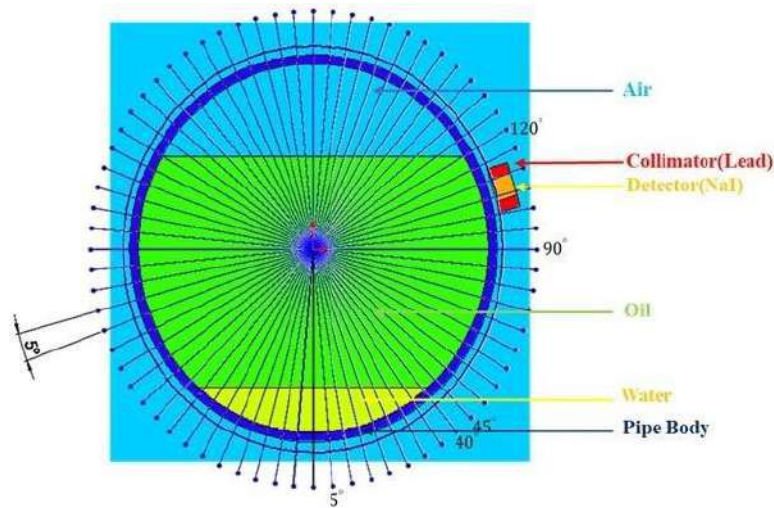 Air
120°
Collimator(Lead)
Detector(NaI)
90°
Oil
5°
Water
45°
40°
Pipe Body
5°